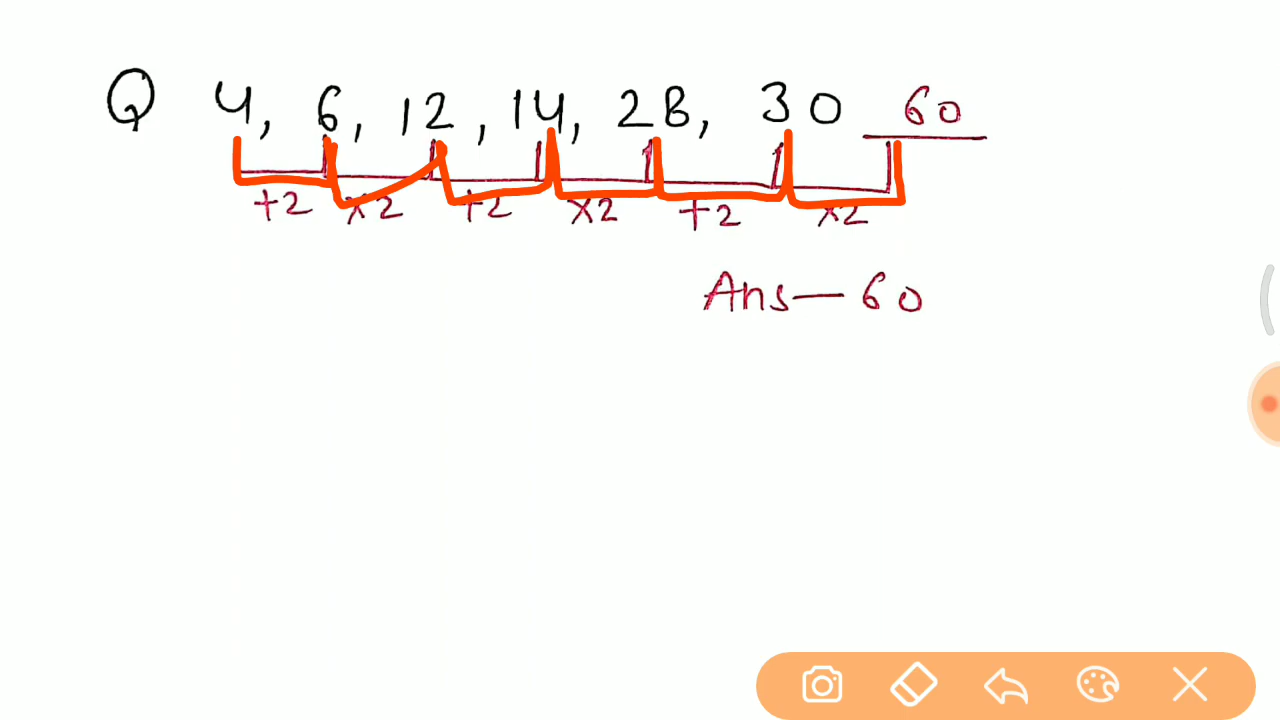 Q 4, 6, 12, 14, 28, 30 60
+2 x2 +2 x2 +2 x2
Ans—60